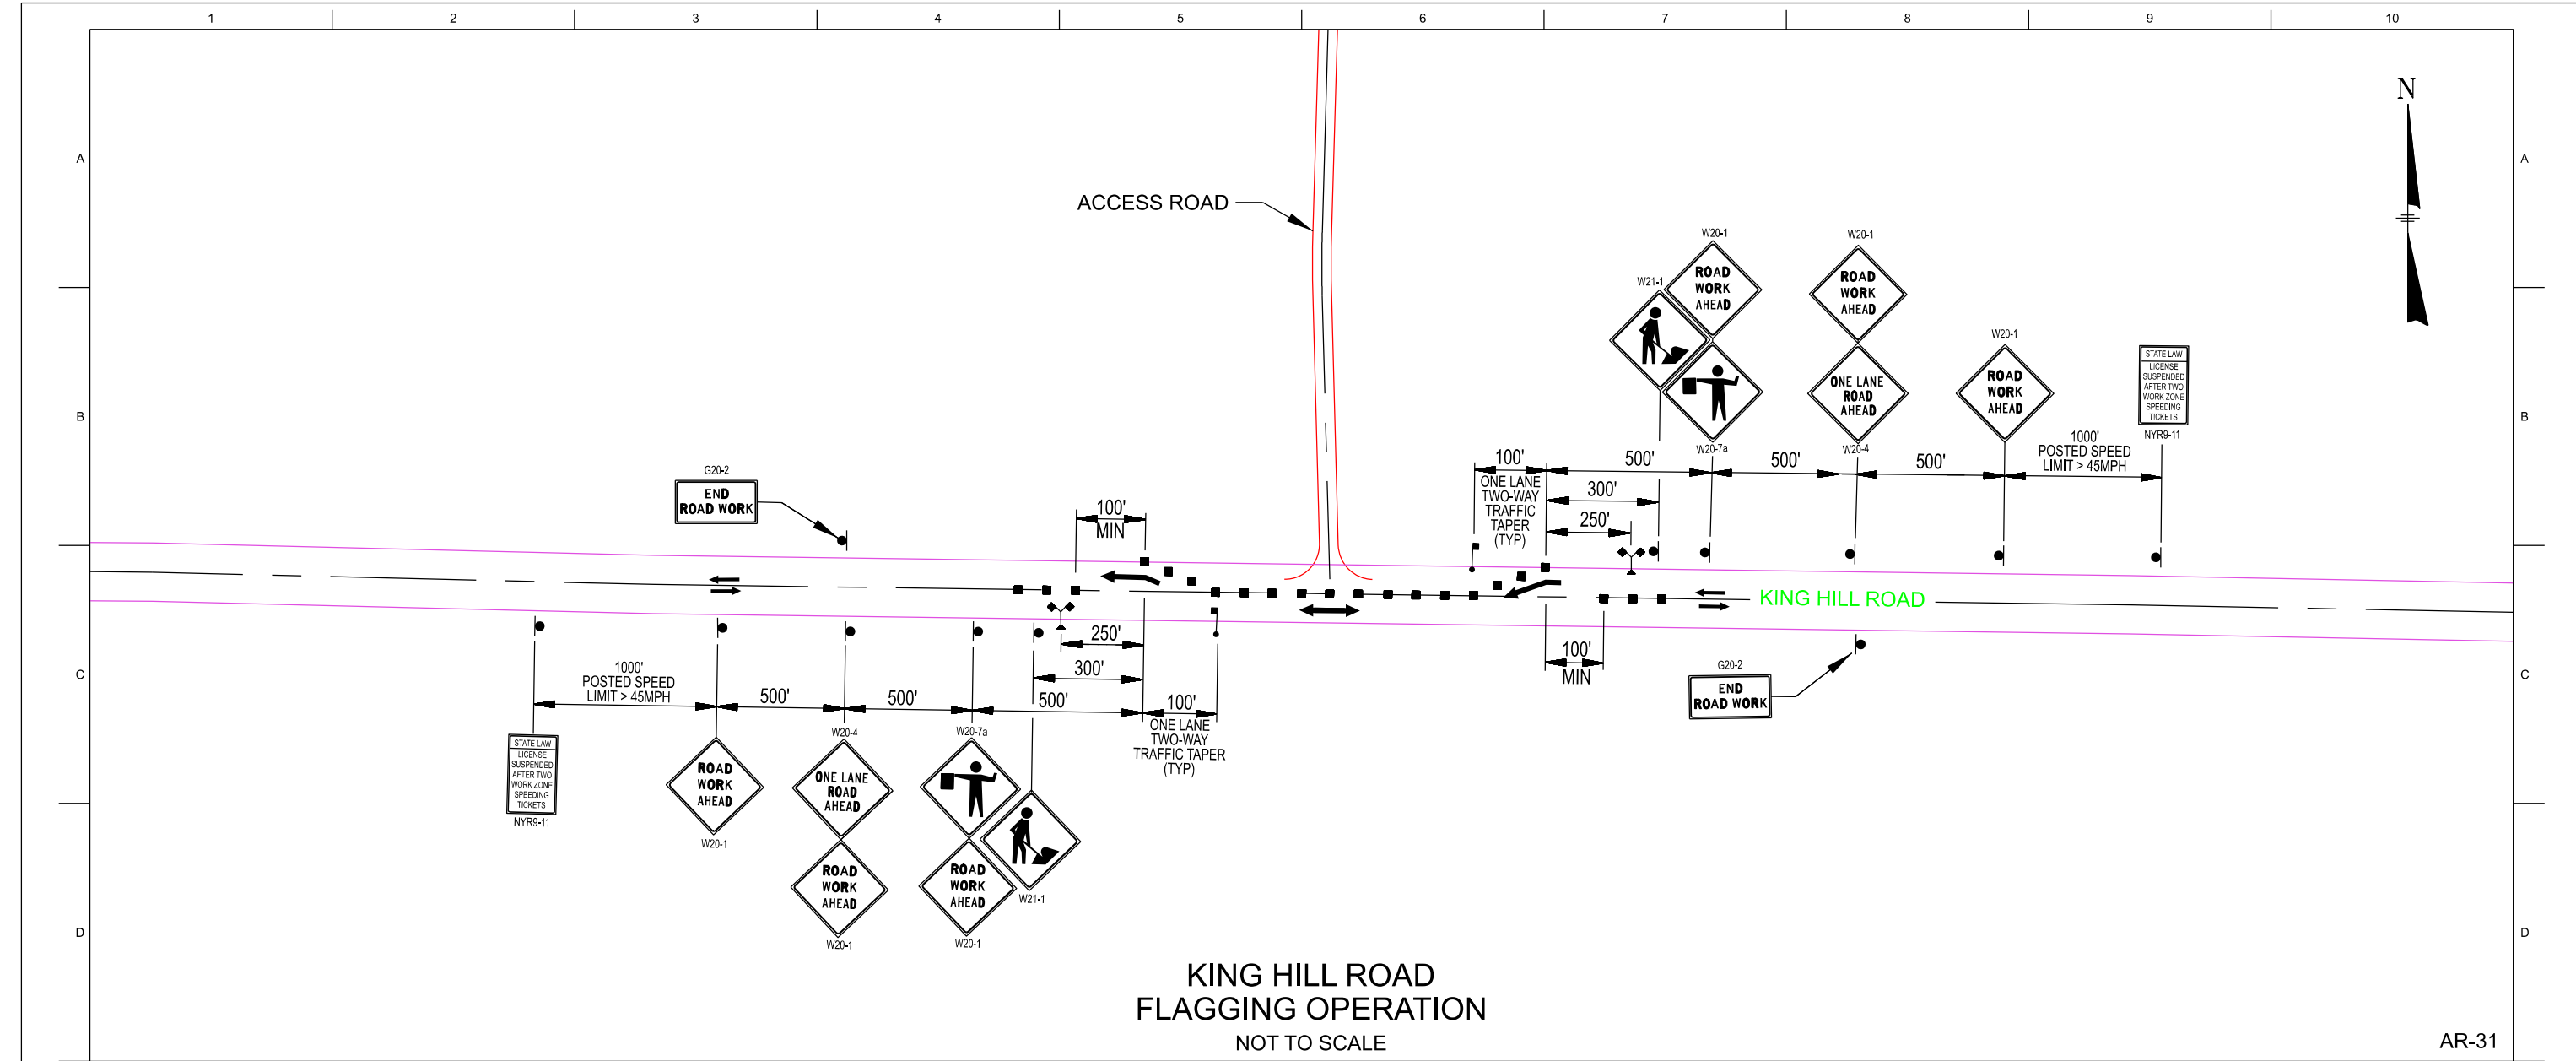 1 2 3 4 5 6 7 8 9 10
N
A
A
ACCESS ROAD
W20-1
ROAD
WORK
AHEAD
W20-1
ROAD
WORK
AHEAD
W21-1
W20-7a
ONE LANE
ROAD
AHEAD
W20-4
W20-1
ROAD
WORK
AHEAD
STATE LAW
LICENSE
SUSPENDED
AFTER TWO
WORK ZONE
SPEEDING
TICKETS
NYR9-11
B
B
100'
ONE LANE
TWO-WAY
TRAFFIC
TAPER
(TYP)
500'
500'
500'
1000'
POSTED SPEED
LIMIT > 45MPH
300'
250'
G20-2
END
ROAD WORK
100'
MIN
KING HILL ROAD
C
C
250'
300'
100'
MIN
G20-2
END
ROAD WORK
1000'
POSTED SPEED
LIMIT > 45MPH
500'
500'
500'
100'
ONE LANE
TWO-WAY
TRAFFIC TAPER
(TYP)
STATE LAW
LICENSE
SUSPENDED
AFTER TWO
WORK ZONE
SPEEDING
TICKETS
NYR9-11
ROAD
WORK
AHEAD
W20-1
W20-4
ONE LANE
ROAD
AHEAD
ROAD
WORK
AHEAD
W20-1
W20-7a
ROAD
WORK
AHEAD
W20-1
W21-1
D
D
KING HILL ROAD
FLAGGING OPERATION
NOT TO SCALE
AR-31